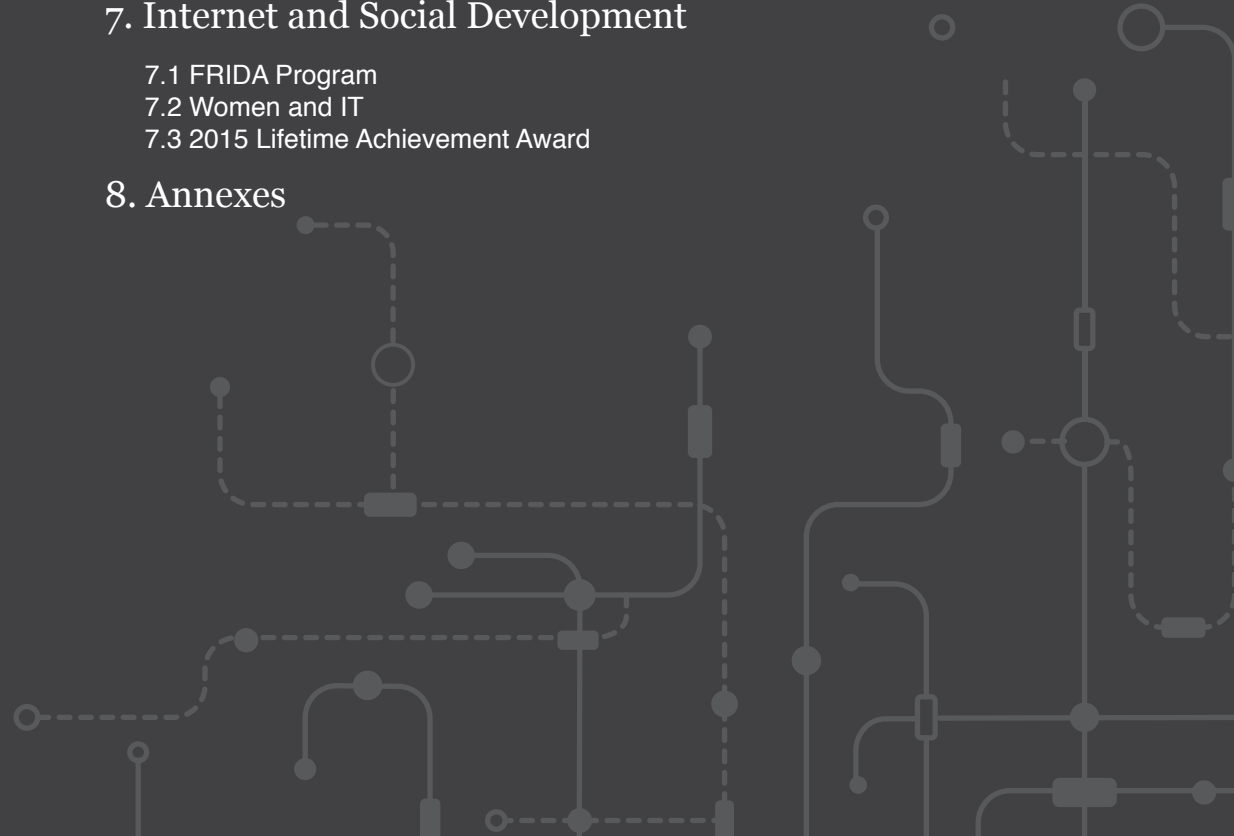 7. Internet and Social Development
7.1 FRIDA Program
7.2 Women and IT
7.3 2015 Lifetime Achievement Award
8. Annexes